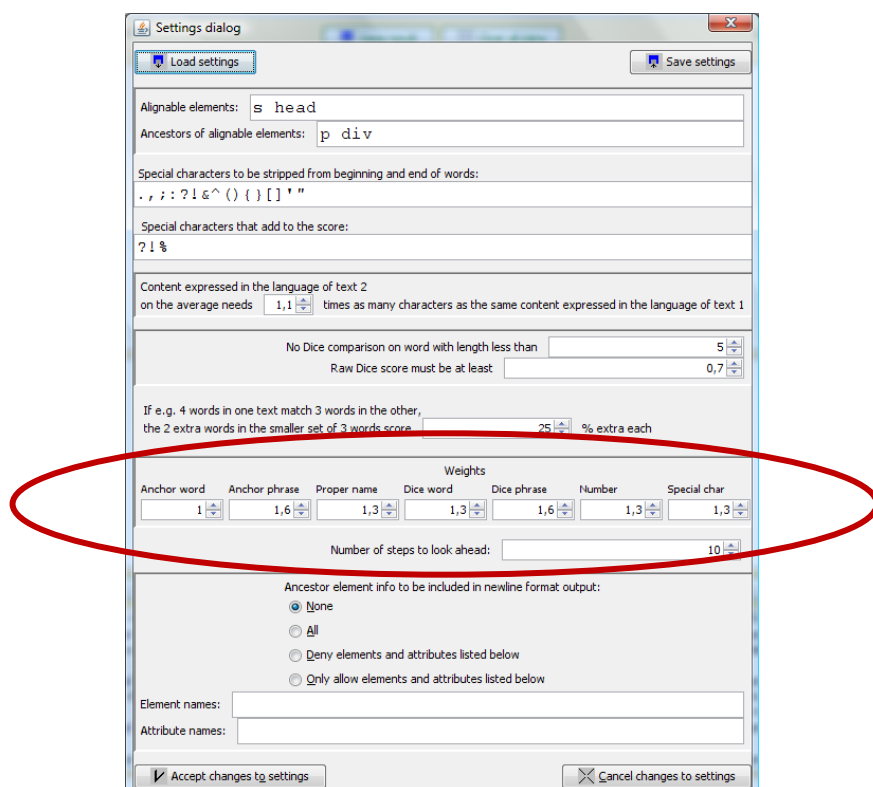 Settings dialog
Load settings Save settings
Alignable elements: s head
Ancestors of alignable elements: p div
Special characters to be stripped from beginning and end of words:
.,;:?!&^(){}[]'"
Special characters that add to the score:
?!%
Content expressed in the language of text 2
on the average needs 1,1 times as many characters as the same content expressed in the language of text 1
No Dice comparison on word with length less than 5
Raw Dice score must be at least 0,7
If e.g. 4 words in one text match 3 words in the other,
the 2 extra words in the smaller set of 3 words score 25 % extra each
Weights
Anchor word Anchor phrase Proper name Dice word Dice phrase Number Special char
1 1,6 1,3 1,3 1,6 1,3 1,3
Number of steps to look ahead: 10
Ancestor element info to be included in newline format output:
None
All
Deny elements and attributes listed below
Only allow elements and attributes listed below
Element names:
Attribute names:
Accept changes to settings Cancel changes to settings